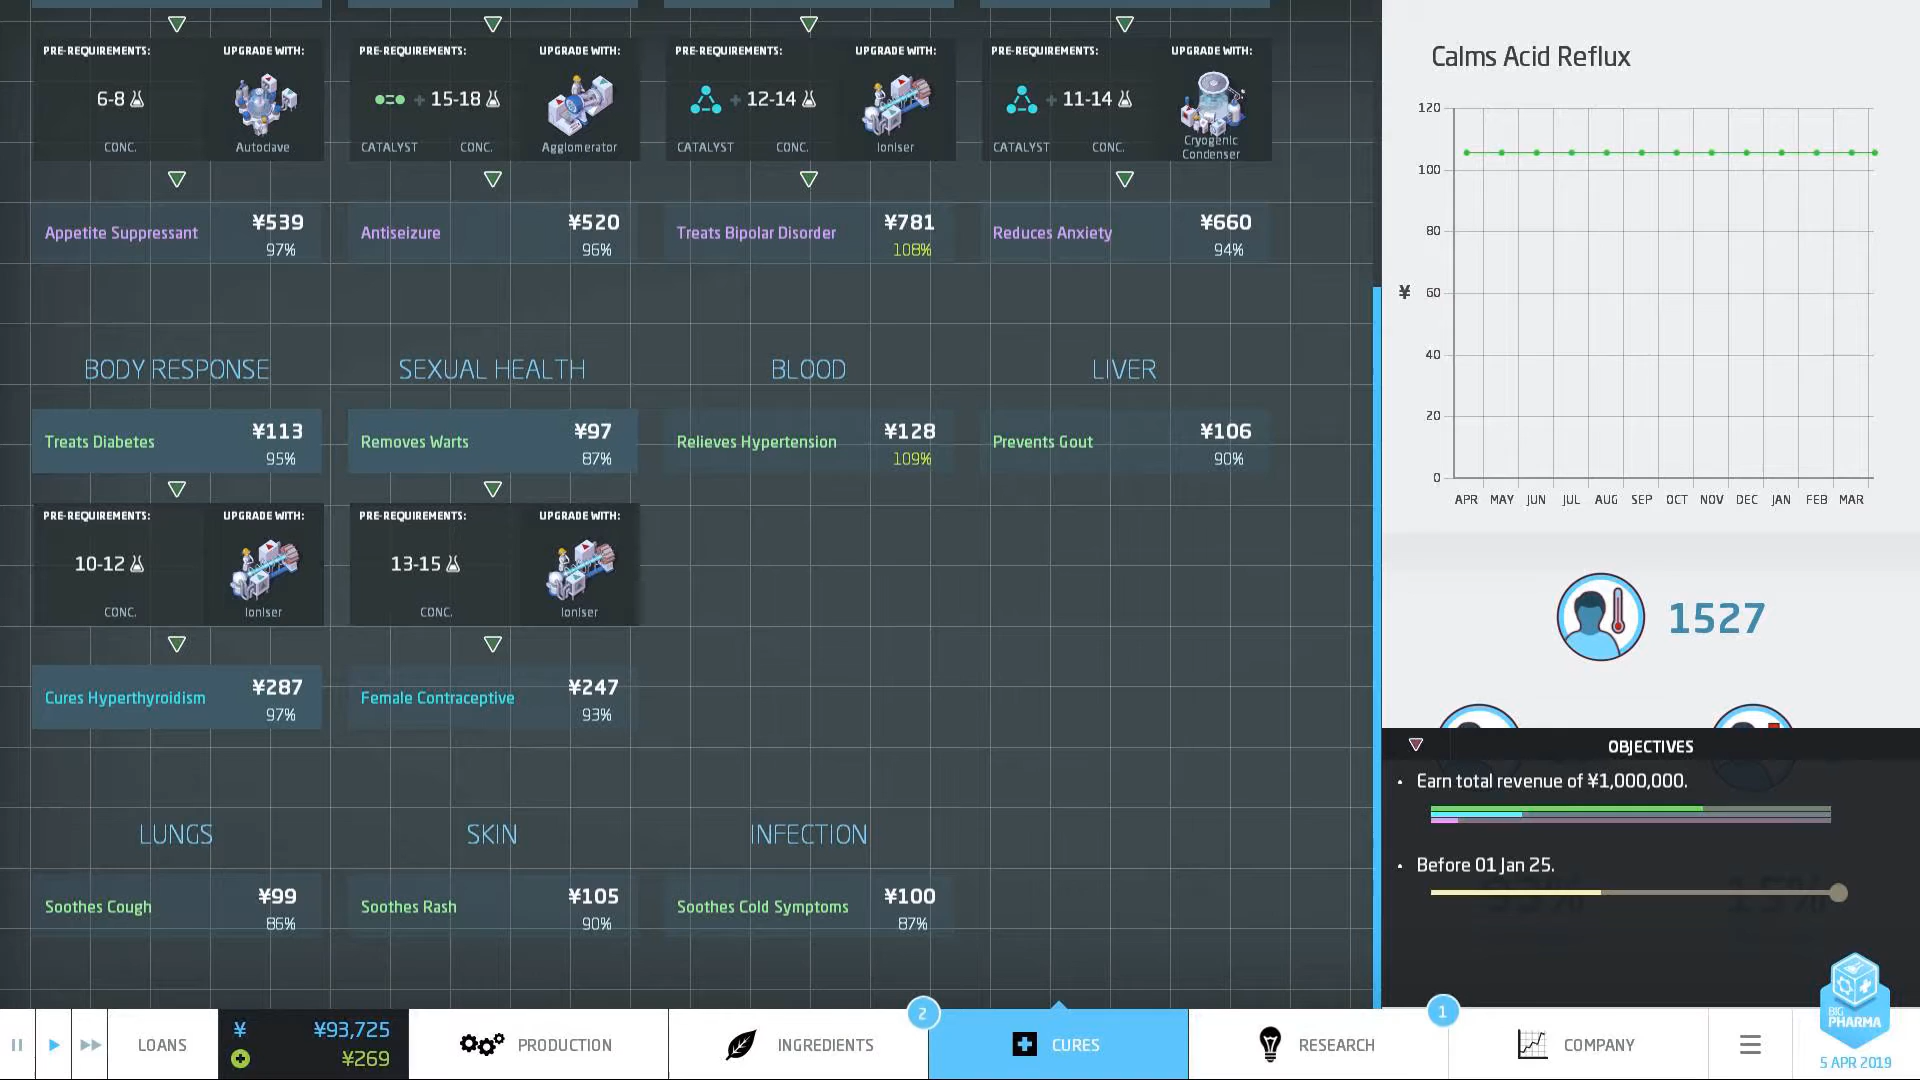 PRE-REQUIREMENTS: UPGRADE WITH: PRE-REQUIREMENTS: UPGRADE WITH: PRE-REQUIREMENTS: UPGRADE WITH: PRE-REQUIREMENTS: UPGRADE WITH:
6-8 + 15-18 + 12-14 + 11-14
CONC. Autoclave CATALYST CONC. Agglomerator CATALYST CONC. Ioniser CATALYST CONC. Cryogenic
Condenser
Appetite Suppressant ¥539 Antiseizure ¥520 Treats Bipolar Disorder ¥781 Reduces Anxiety ¥660
97% 96% 108% 94%
BODY RESPONSE SEXUAL HEALTH BLOOD LIVER
Treats Diabetes ¥113 Removes Warts ¥97 Relieves Hypertension ¥128 Prevents Gout ¥106
95% 87% 109% 90%
PRE-REQUIREMENTS: UPGRADE WITH: PRE-REQUIREMENTS: UPGRADE WITH:
10-12 13-15
CONC. Ioniser CONC. Ioniser
Cures Hyperthyroidism ¥287 Female Contraceptive ¥247
97% 93%
LUNGS SKIN INFECTION
Soothes Cough ¥99 Soothes Rash ¥105 Soothes Cold Symptoms ¥100
86% 90% 87%
Calms Acid Reflux
120
100
80
¥ 60
40
20
0
APR MAY JUN JUL AUG SEP OCT NOV DEC JAN FEB MAR
1527
OBJECTIVES
• Earn total revenue of ¥1,000,000.
• Before 01 Jan 25.
LOANS
¥ ¥93,725
¥269
PRODUCTION
INGREDIENTS
2
CURES
RESEARCH
1
COMPANY
BIG
PHARMA
5 APR 2019